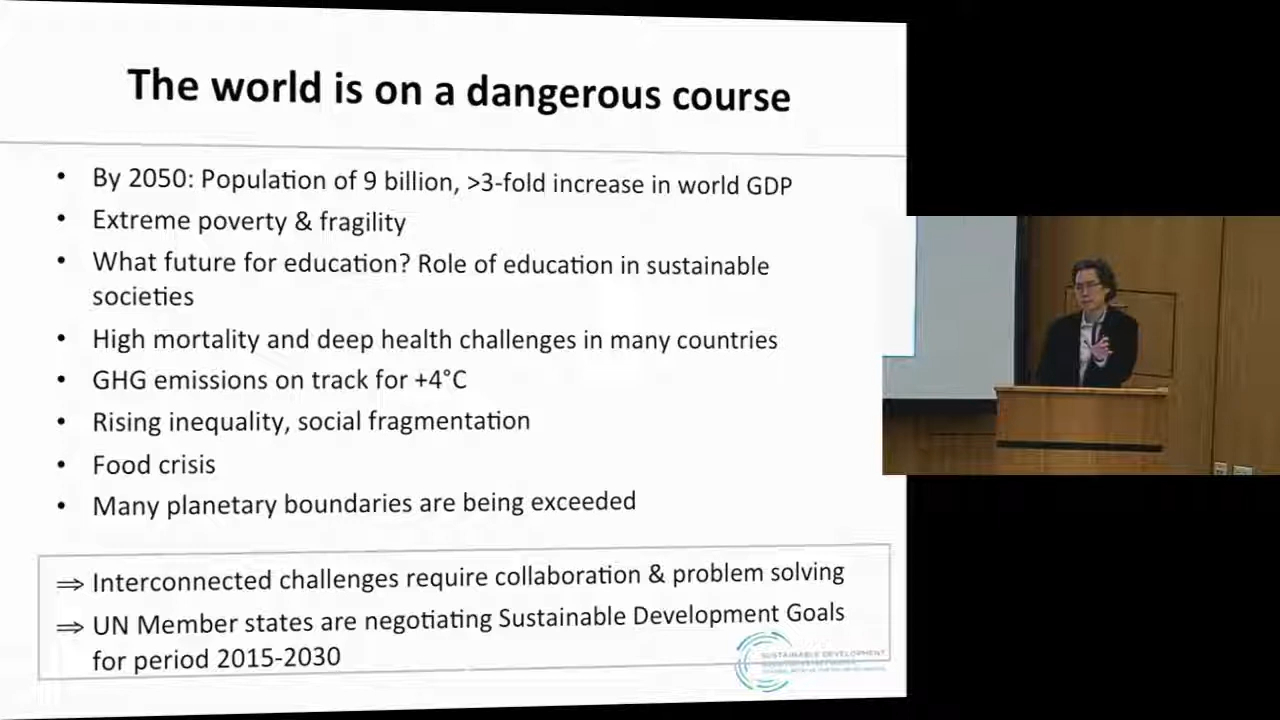 The world is on a dangerous course
• By 2050: Population of 9 billion, >3-fold increase in world GDP
• Extreme poverty & fragility
• What future for education? Role of education in sustainable
societies
• High mortality and deep health challenges in many countries
• GHG emissions on track for +4°C
• Rising inequality, social fragmentation
• Food crisis
• Many planetary boundaries are being exceeded
⇒ Interconnected challenges require collaboration & problem solving
⇒ UN Member states are negotiating Sustainable Development Goals
for period 2015-2030
SUSTAINABLE DEVELOPMENT